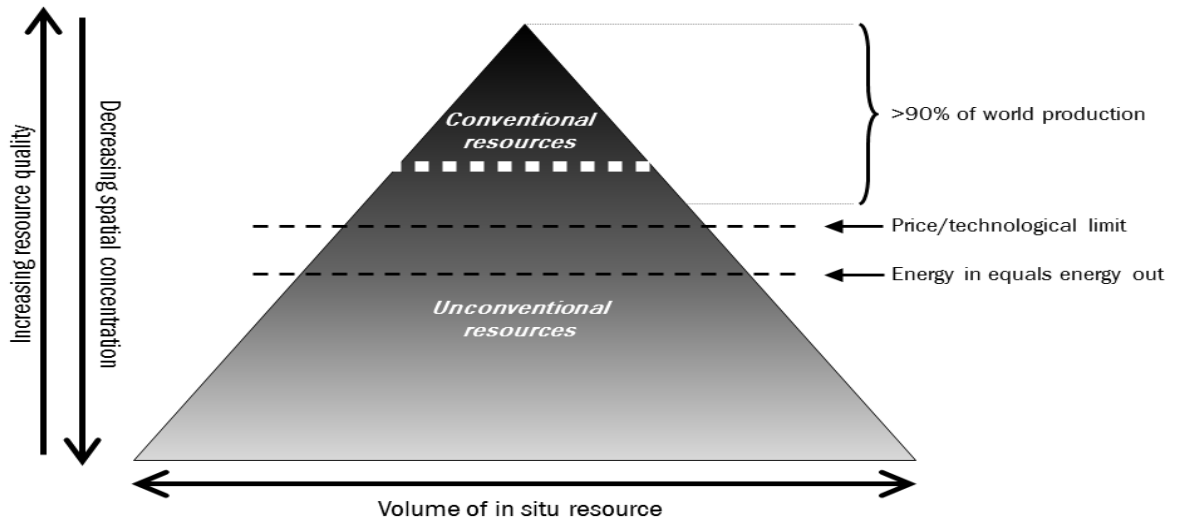 Increasing resource quality
Decreasing spatial concentration
Conventional
resources
>90% of world production
Price/technological limit
Energy in equals energy out
Unconventional
resources
Volume of in situ resource